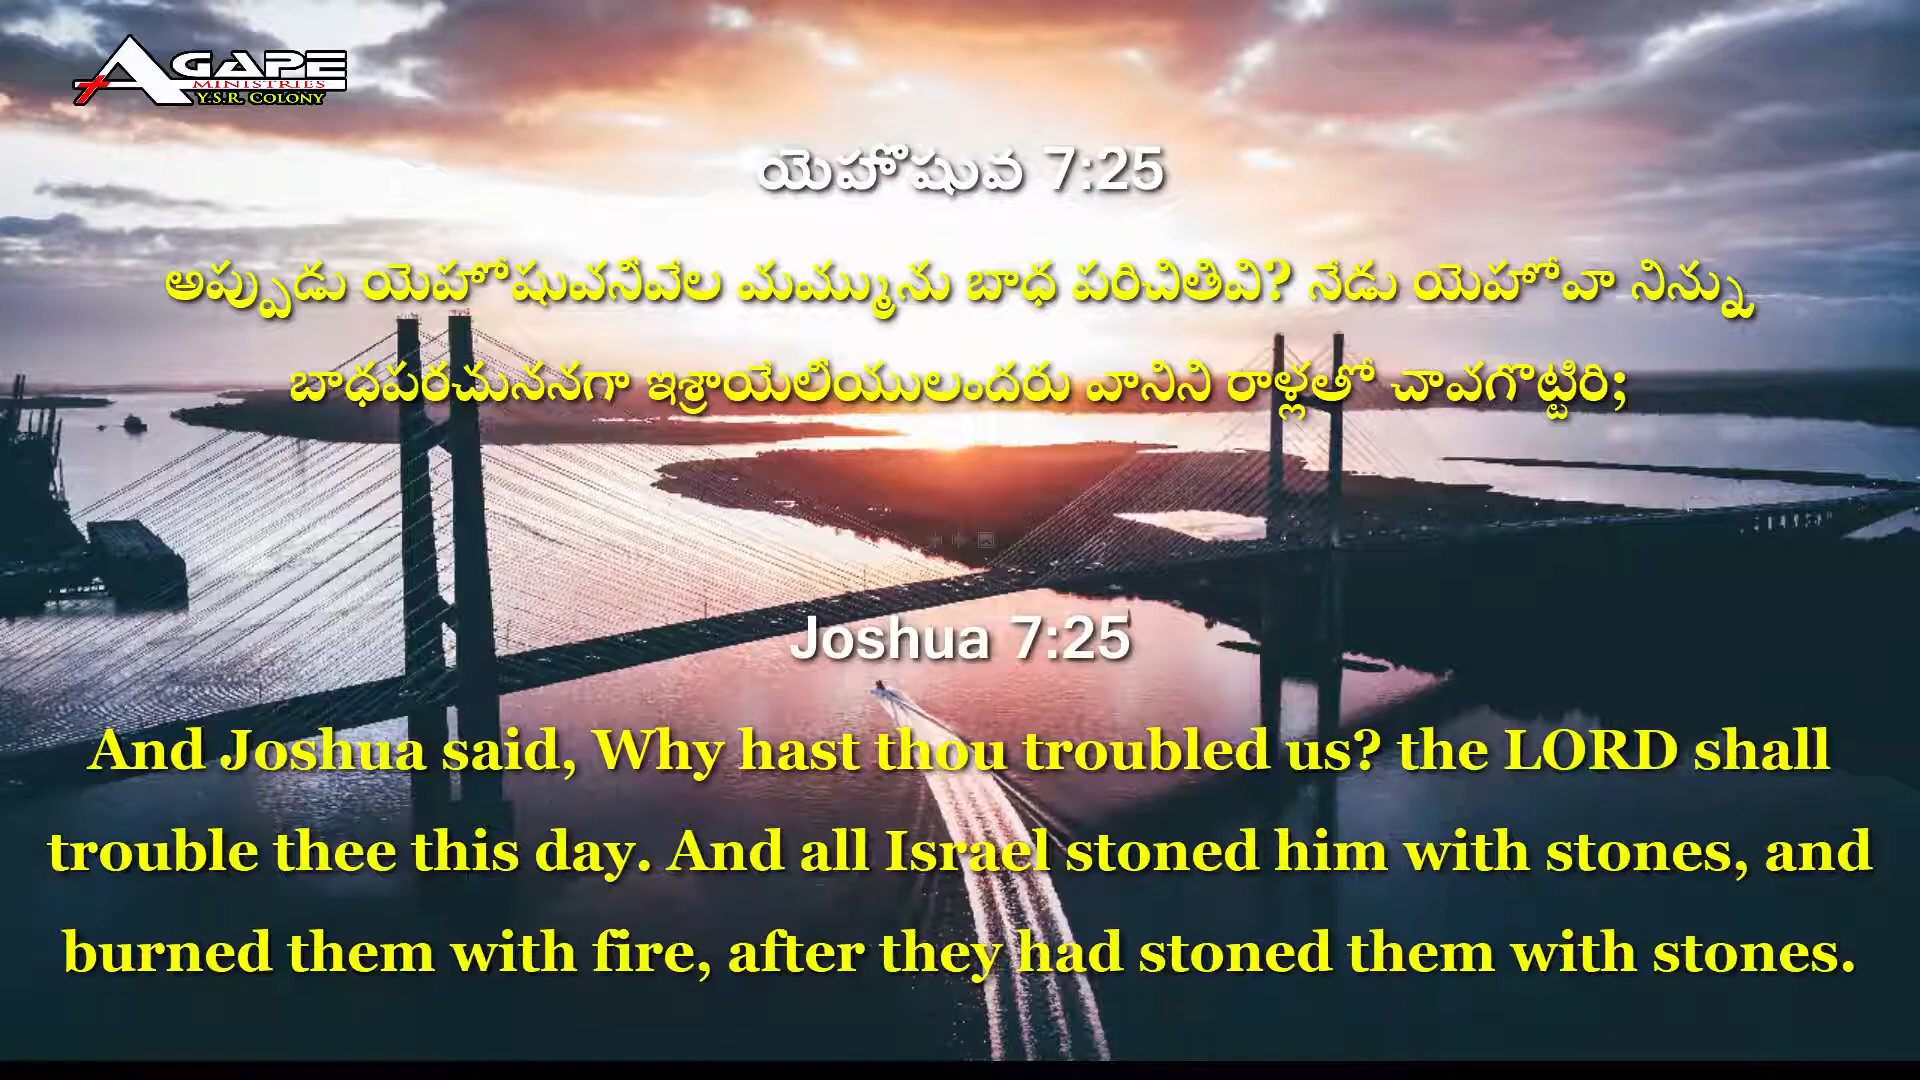 AGAPE
MINISTRIES
Y.S.R. COLONY
యెహోషువ 7:25
అప్పుడు యెహోషువనీవేల మమ్మును బాధ పరిచితివి? నేడు యెహోవా నిన్ను
బాధపరచుననగా ఇశ్రాయేలీయులందరు వానిని రాళ్లతో చావగొట్టిరి;
Joshua 7:25
And Joshua said, Why hast thou troubled us? the LORD shall
trouble thee this day. And all Israel stoned him with stones, and
burned them with fire, after they had stoned them with stones.